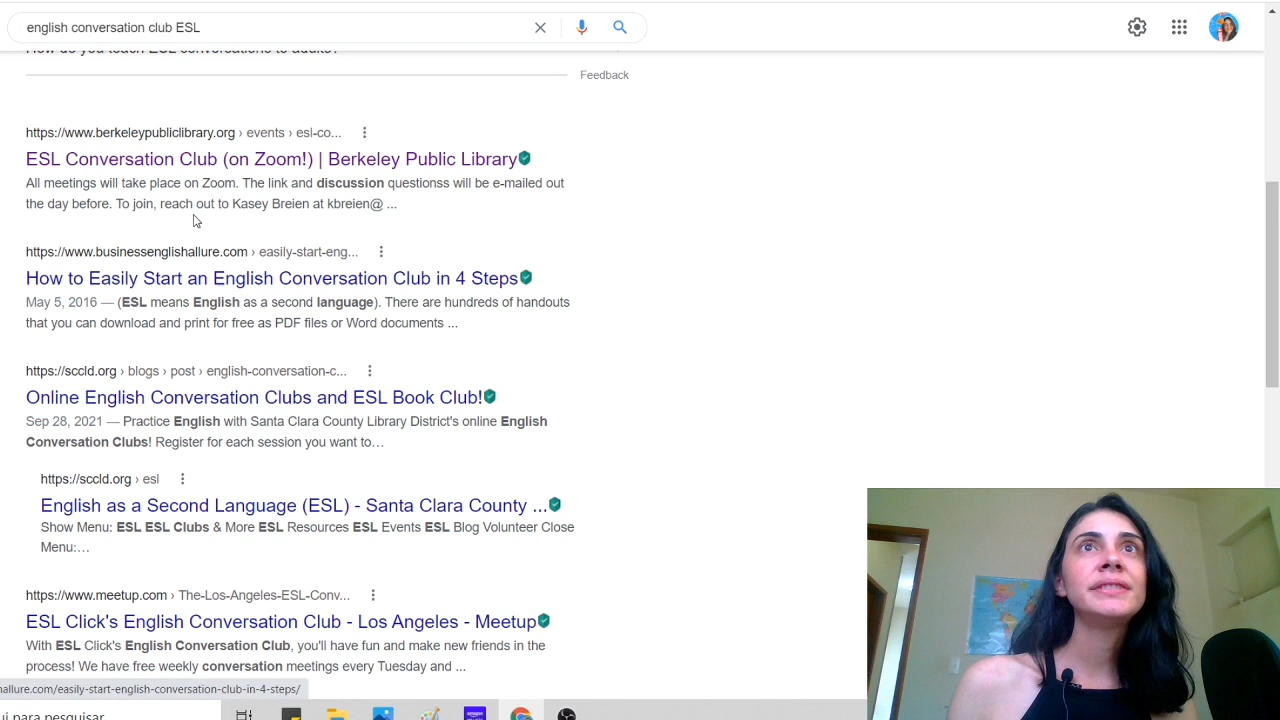 english conversation club ESL
How do you teach ESL conversations to adults?
Feedback
https://www.berkeleypubliclibrary.org › events › esl-co...
ESL Conversation Club (on Zoom!) | Berkeley Public Library
All meetings will take place on Zoom. The link and discussion questionss will be e-mailed out
the day before. To join, reach out to Kasey Breien at kbreien@ ...
https://www.businessenglishallure.com › easily-start-eng...
How to Easily Start an English Conversation Club in 4 Steps
May 5, 2016 — (ESL means English as a second language). There are hundreds of handouts
that you can download and print for free as PDF files or Word documents ...
https://sccld.org › blogs › post › english-conversation-c...
Online English Conversation Clubs and ESL Book Club!
Sep 28, 2021 — Practice English with Santa Clara County Library District's online English
Conversation Clubs! Register for each session you want to...
https://sccld.org › esl
English as a Second Language (ESL) - Santa Clara County ...
Show Menu: ESL ESL Clubs & More ESL Resources ESL Events ESL Blog Volunteer Close
Menu:...
https://www.meetup.com › The-Los-Angeles-ESL-Conv...
ESL Click's English Conversation Club - Los Angeles - Meetup
With ESL Click's English Conversation Club, you'll have fun and make new friends in the
process! We have free weekly conversation meetings every Tuesday and ...
allure.com/easily-start-english-conversation-club-in-4-steps/
ui para pesquisar